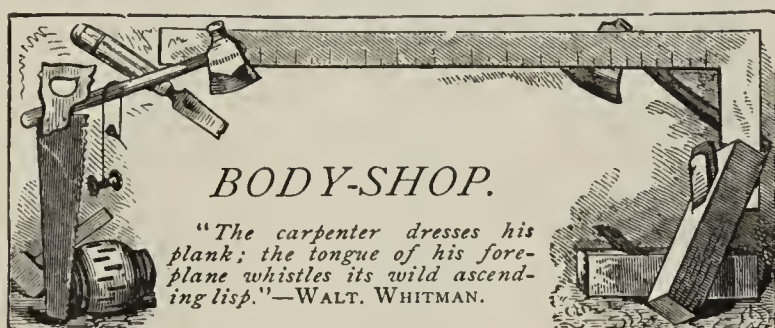 BODY-SHOP.
"The carpenter dresses his
plank; the tongue of his fore-
plane whistles its wild ascend-
ing lisp."—WALT. WHITMAN.